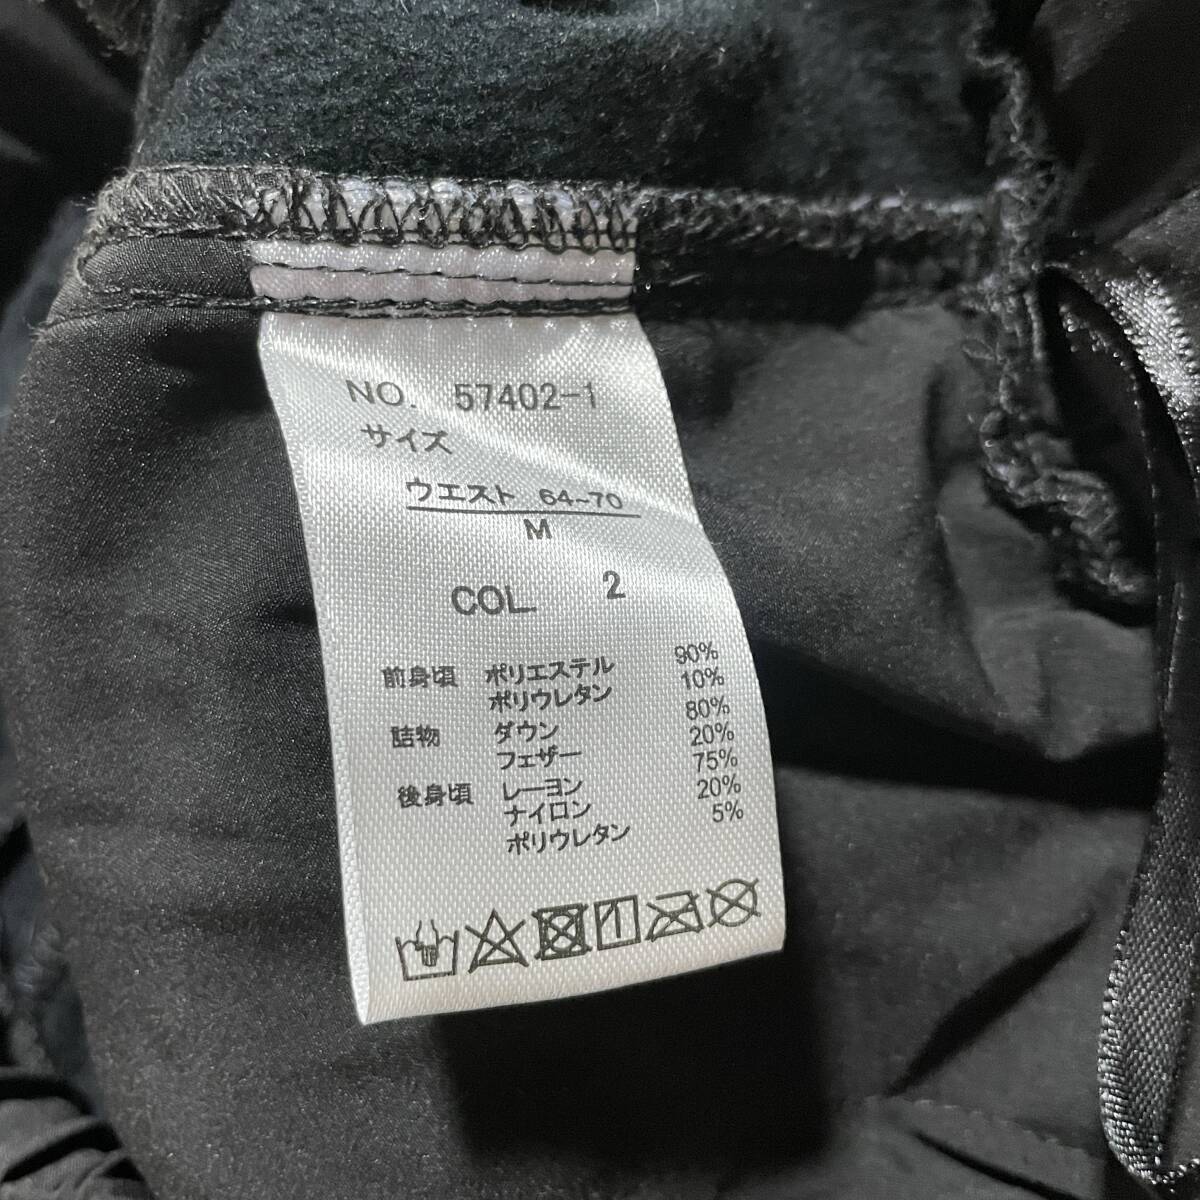 NO. 57402-1
サイズ
ウエスト 64~70
M
COL 2
前身頃 ポリエステル 90%
ポリウレタン 10%
詰物 ダウン 80%
フェザー 20%
後身頃 レーヨン 75%
ナイロン 20%
ポリウレタン 5%